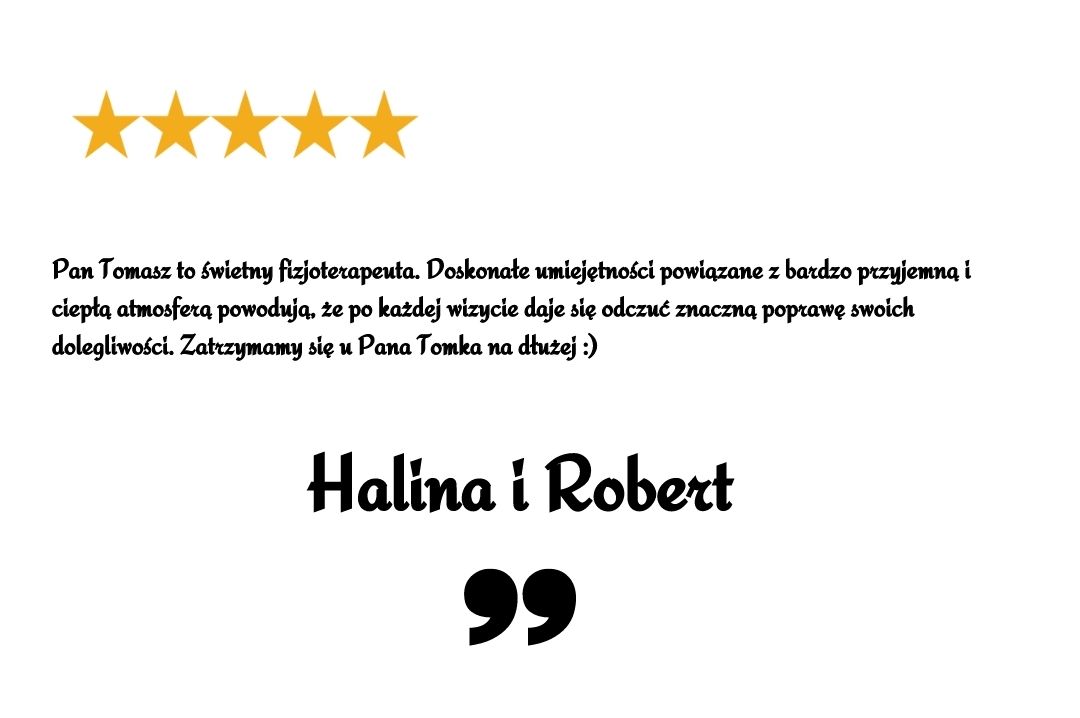 Pan Tomasz to świetny fizjoterapeuta. Doskonałe umiejętności powiązane z bardzo przyjemną i
ciepłą atmosferą powodują, że po każdej wizycie daje się odczuć znaczną poprawę swoich
dolegliwości. Zatrzymamy się u Pana Tomka na dłużej :)
Halina i Robert
”